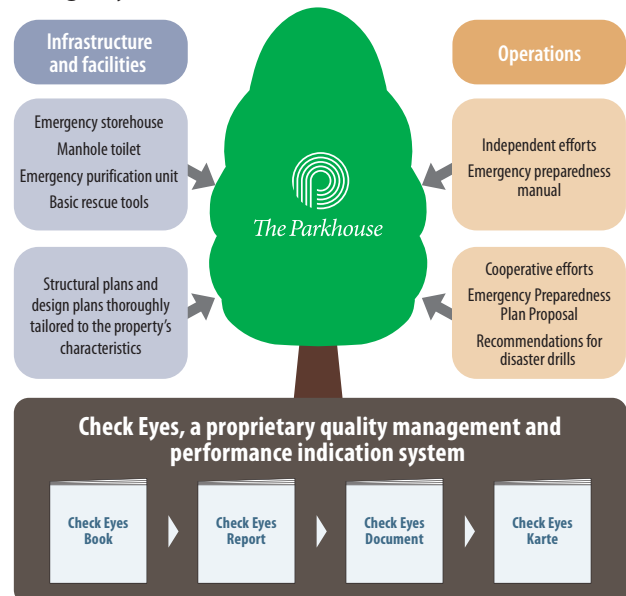 Infrastructure
and facilities
Emergency storehouse
Manhole toilet
Emergency purification unit
Basic rescue tools
Structural plans and
design plans thoroughly
tailored to the property's
characteristics
The Parkhouse
Operations
Independent efforts
Emergency preparedness
manual
Cooperative efforts
Emergency Preparedness
Plan Proposal
Recommendations for
disaster drills
Check Eyes, a proprietary quality management and
performance indication system
Check Eyes
Book
Check Eyes
Report
Check Eyes
Document
Check Eyes
Karte